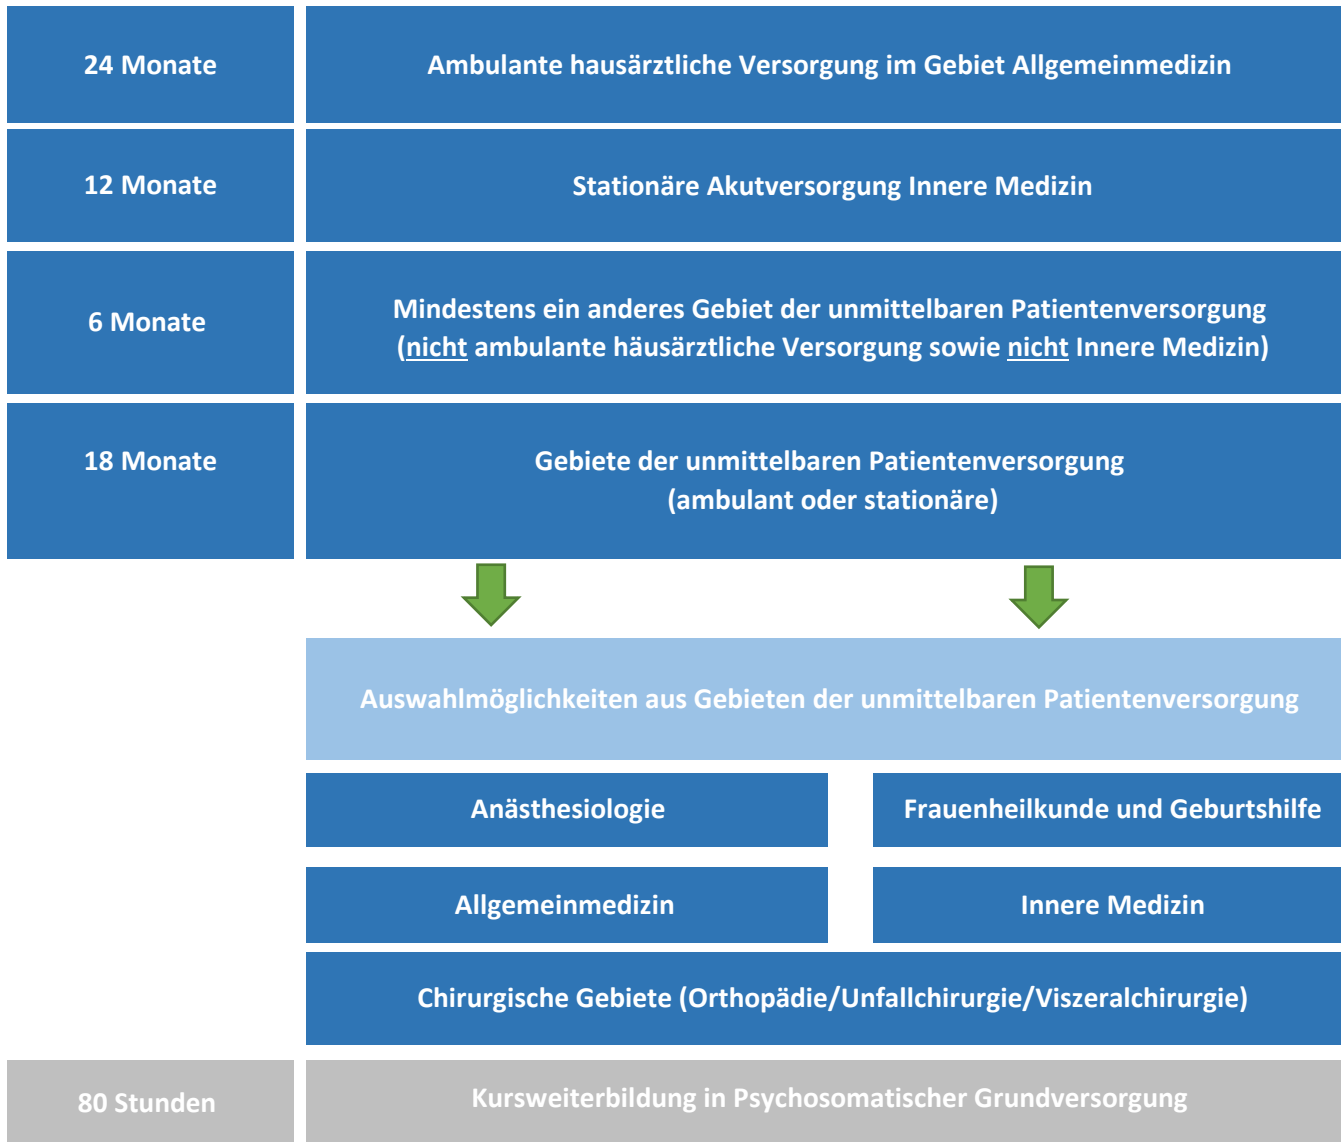 24 Monate
Ambulante hausärztliche Versorgung im Gebiet Allgemeinmedizin
12 Monate
Stationäre Akutversorgung Innere Medizin
6 Monate
Mindestens ein anderes Gebiet der unmittelbaren Patientenversorgung
(nicht ambulante häusärztliche Versorgung sowie nicht Innere Medizin)
18 Monate
Gebiete der unmittelbaren Patientenversorgung
(ambulant oder stationäre)
Auswahlmöglichkeiten aus Gebieten der unmittelbaren Patientenversorgung
Anästhesiologie
Frauenheilkunde und Geburtshilfe
Allgemeinmedizin
Innere Medizin
Chirurgische Gebiete (Orthopädie/Unfallchirurgie/Viszeralchirurgie)
80 Stunden
Kursweiterbildung in Psychosomatischer Grundversorgung